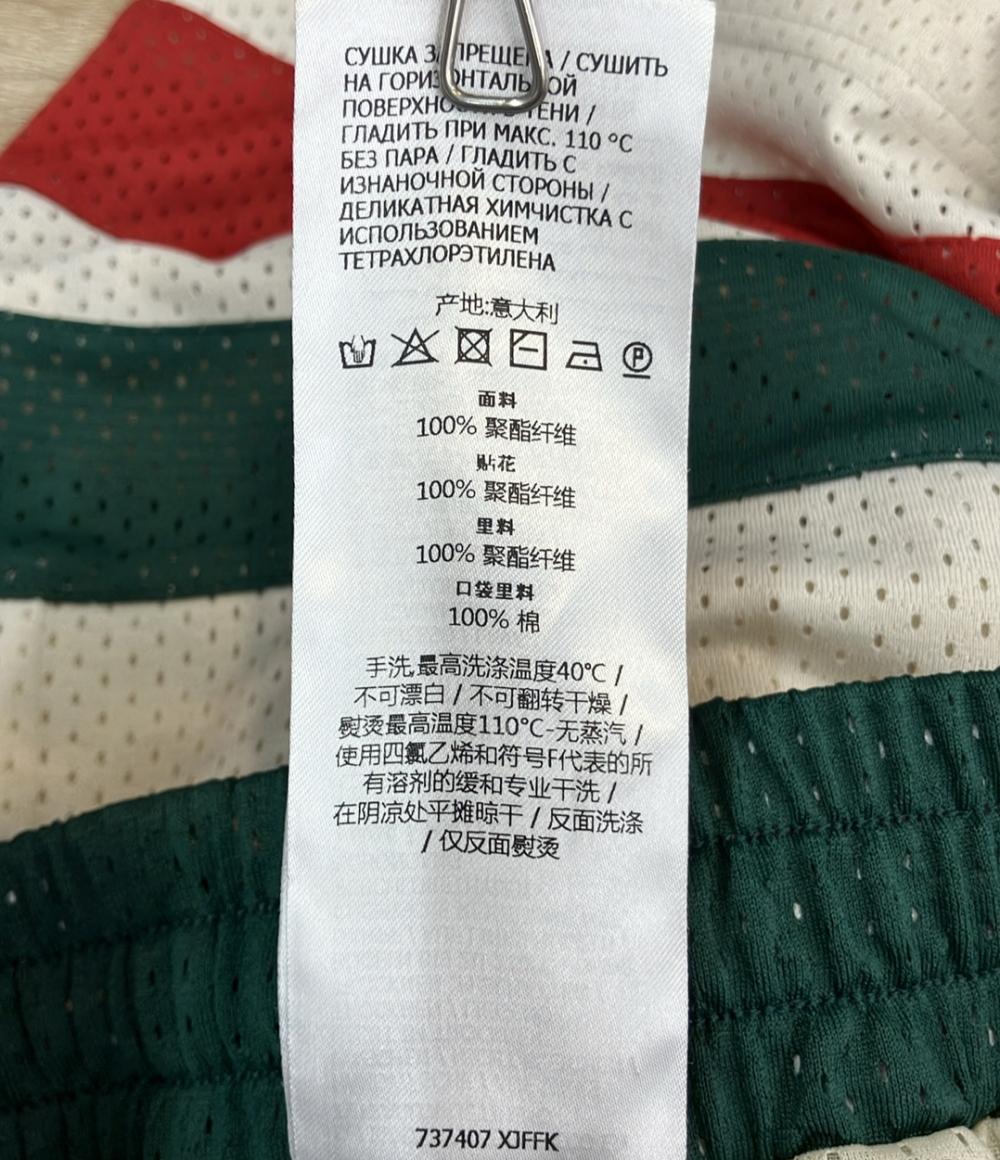 СУШКА ЗАПРЕЩЕНА / СУШИТЬ
НА ГОРИЗОНТАЛЬНОЙ
ТЕНИ /
ГЛАДИТЬ ПРИ МАКС. 110 °C
БЕЗ ПАРА / ГЛАДИТЬ С
ИЗНАНОЧНОЙ СТОРОНЫ /
ДЕЛИКАТНАЯ ХИМЧИСТКА С
ИСПОЛЬЗОВАНИЕМ
ТЕТРАХЛОРЭТИЛЕНА
产地:意大利
P
面料
100% 聚酯纤维
贴花
100% 聚酯纤维
里料
100% 聚酯纤维
口袋里料
100% 棉
手洗,最高洗涤温度40°C /
不可漂白 / 不可翻转干燥 /
熨烫最高温度110°C-无蒸汽 /
使用四氯乙烯和符号F代表的所
有溶剂的缓和专业干洗 /
在阴凉处平摊晾干 / 反面洗涤
/ 仅反面熨烫
737407 XJFFK